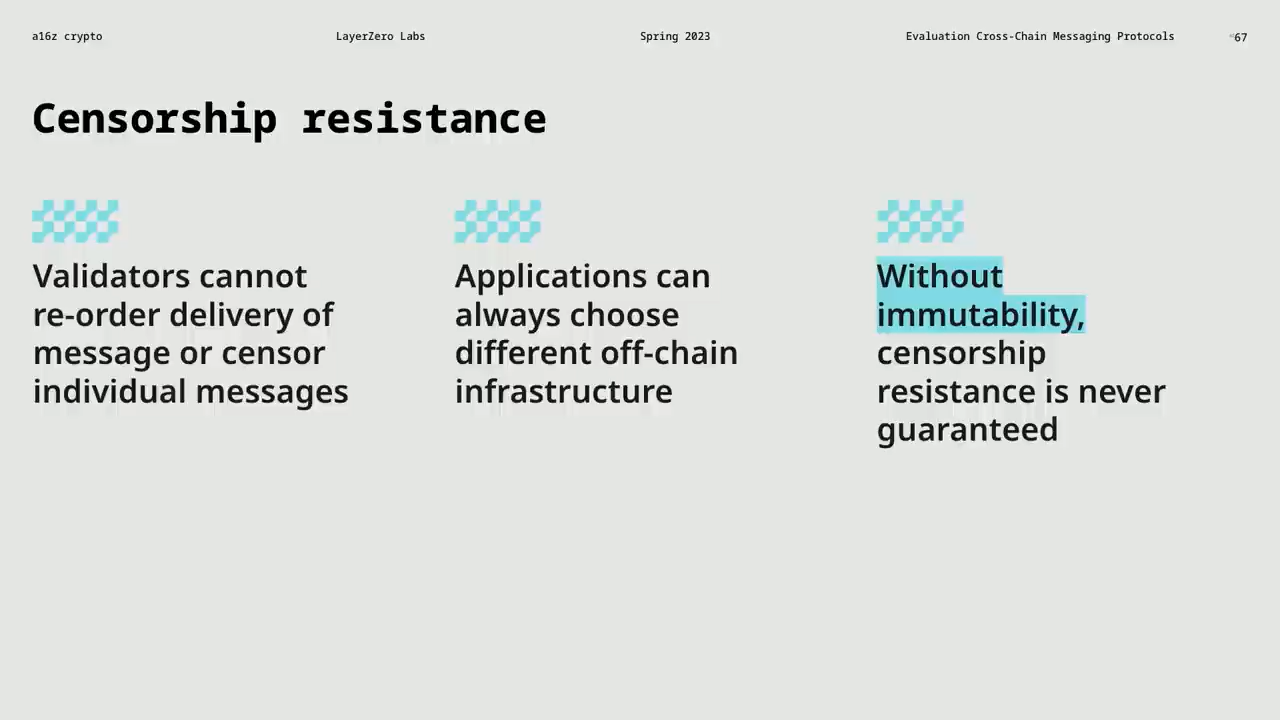 a16z crypto
LayerZero Labs
Spring 2023
Evaluation Cross-Chain Messaging Protocols
67
Censorship resistance
Validators cannot
re-order delivery of
message or censor
individual messages
Applications can
always choose
different off-chain
infrastructure
Without
immutability,
censorship
resistance is never
guaranteed